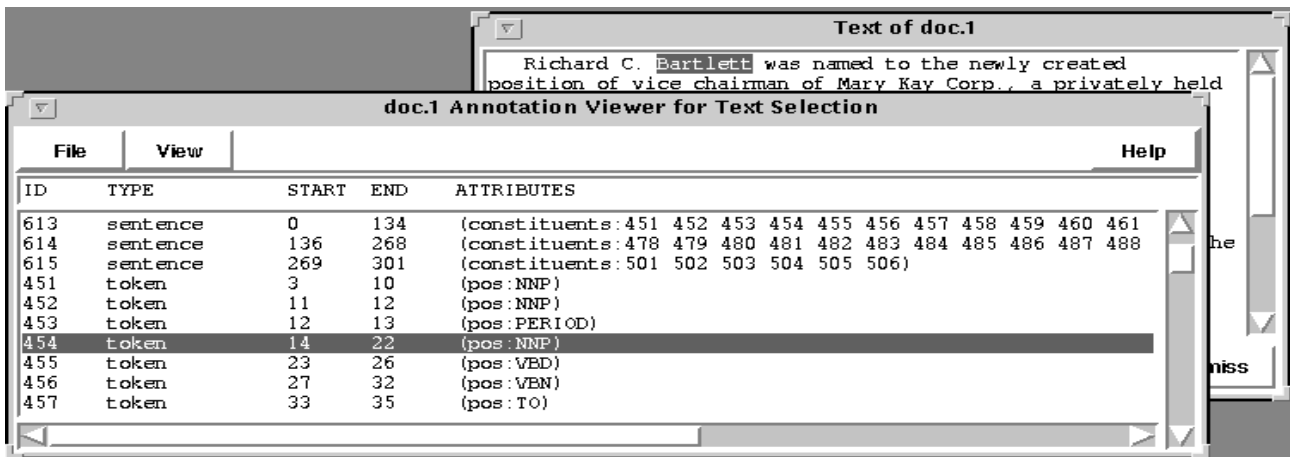 Text of doc.1
Richard C. Bartlett was named to the newly created
position of vice chairman of Mary Kay Corp., a privately held
doc.1 Annotation Viewer for Text Selection
File View Help
ID TYPE START END ATTRIBUTES
613 sentence 0 134 (constituents:451 452 453 454 455 456 457 458 459 460 461
614 sentence 136 268 (constituents:478 479 480 481 482 483 484 485 486 487 488
he
615 sentence 269 301 (constituents:501 502 503 504 505 506)
451 token 3 10 (pos:NNP)
452 token 11 12 (pos:NNP)
453 token 12 13 (pos:PERIOD)
454 token 14 22 (pos:NNP)
455 token 23 26 (pos:VBD)
miss
456 token 27 32 (pos:VBN)
457 token 33 35 (pos:TO)